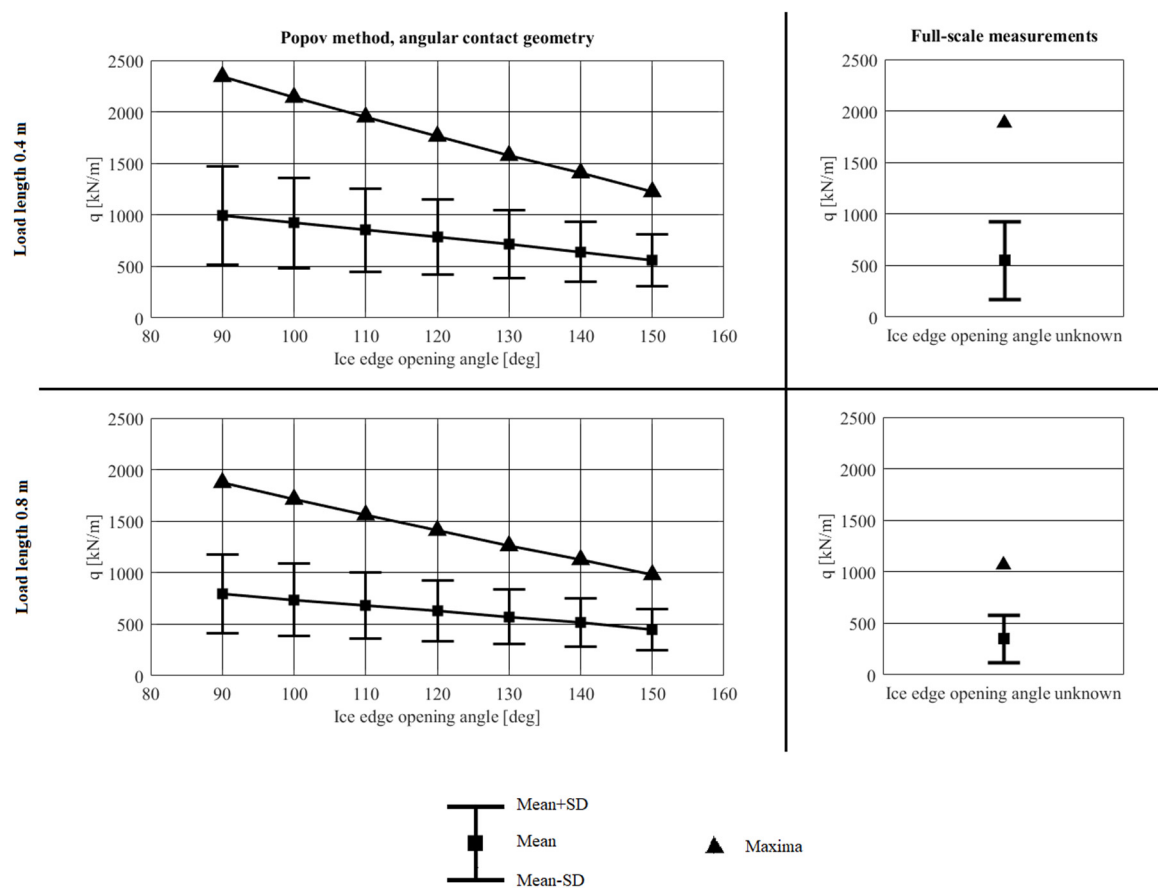 Popov method, angular contact geometry
Full-scale measurements
Load length 0.4 m
q [kN/m]
2500
2000
1500
1000
500
0
80 90 100 110 120 130 140 150 160
Ice edge opening angle [deg]
q [kN/m]
2500
2000
1500
1000
500
0
Ice edge opening angle unknown
Load length 0.8 m
q [kN/m]
2500
2000
1500
1000
500
0
80 90 100 110 120 130 140 150 160
Ice edge opening angle [deg]
q [kN/m]
2500
2000
1500
1000
500
0
Ice edge opening angle unknown
Mean+SD
Mean
Maxima
Mean-SD